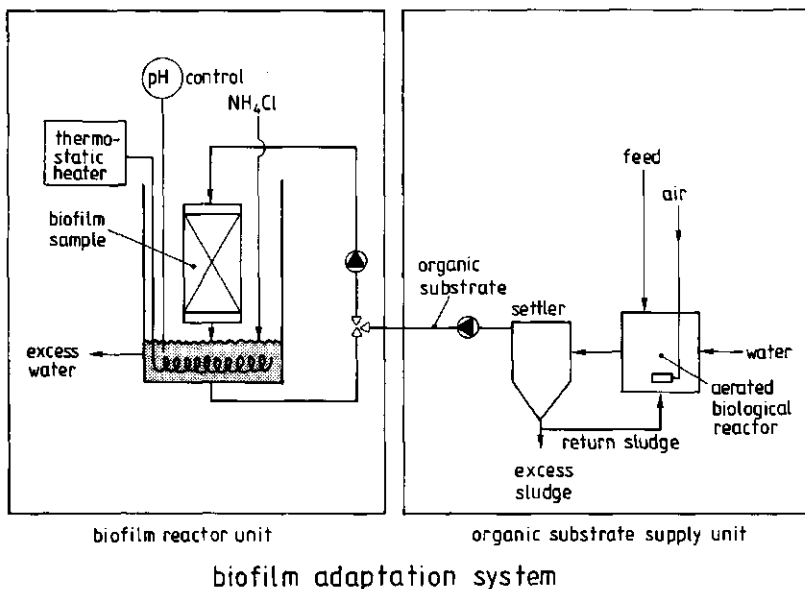 pH control
NH₄Cl
thermo-
static
heater
biofilm
sample
excess
water
organic
substrate
feed
air
settler
water
aerated
biological
reactor
return sludge
excess
sludge
biofilm reactor unit
organic substrate supply unit
biofilm adaptation system